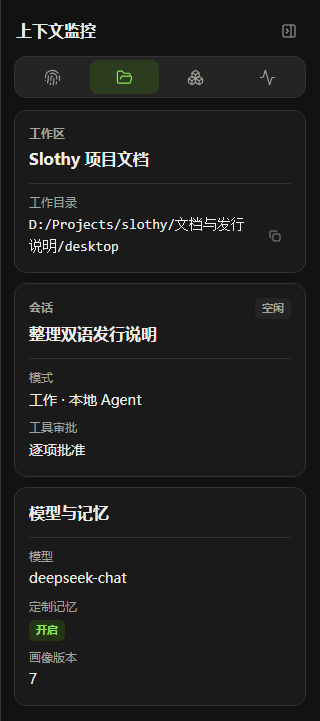 上下文监控
工作区
Slothy 项目文档
工作目录
D:/Projects/slothy/文档与发行
说明/desktop
会话
空闲
整理双语发行说明
模式
工作 · 本地 Agent
工具审批
逐项批准
模型与记忆
模型
deepseek-chat
定制记忆
开启
画像版本
7